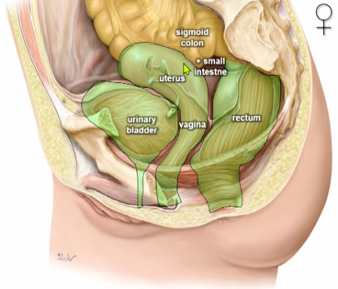 sigmoid
colon
• small
intestne
uterus
urinary
bladder
vagina
rectum